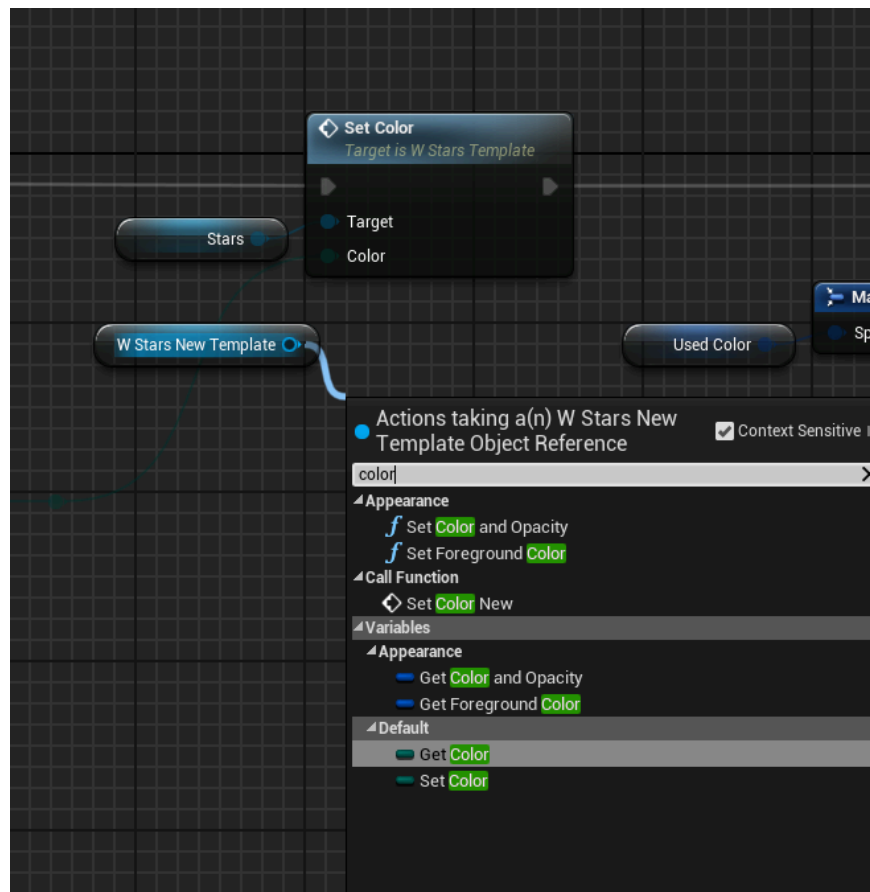 Set Color
Target is W Stars Template
Target
Stars
Color
W Stars New Template
Used Color
Actions taking a(n) W Stars New
Template Object Reference
Context Sensitive
color
Appearance
Set Color and Opacity
Set Foreground Color
Call Function
Set Color New
Variables
Appearance
Get Color and Opacity
Get Foreground Color
Default
Get Color
Set Color